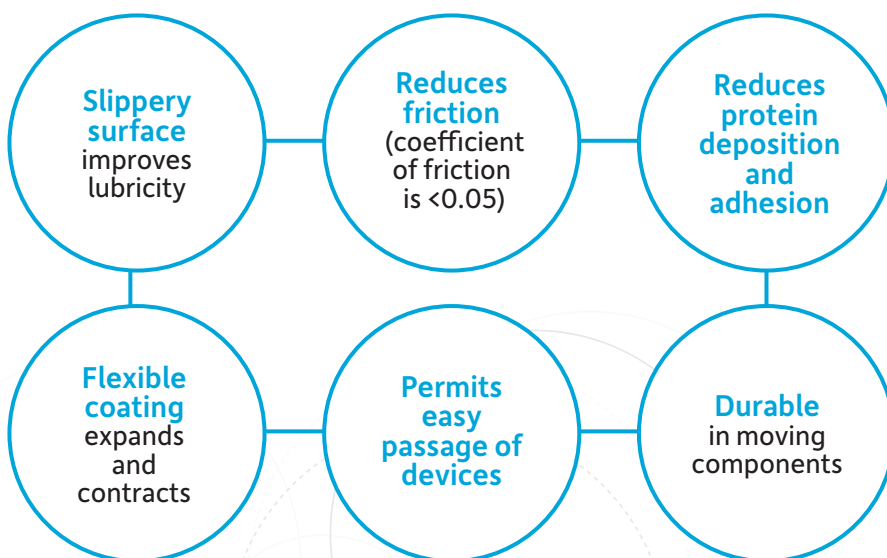 Slippery
surface
improves
lubricity
Reduces
friction
(coefficient
of friction
is <0.05)
Reduces
protein
deposition
and
adhesion
Flexible
coating
expands
and
contracts
Permits
easy
passage of
devices
Durable
in moving
components